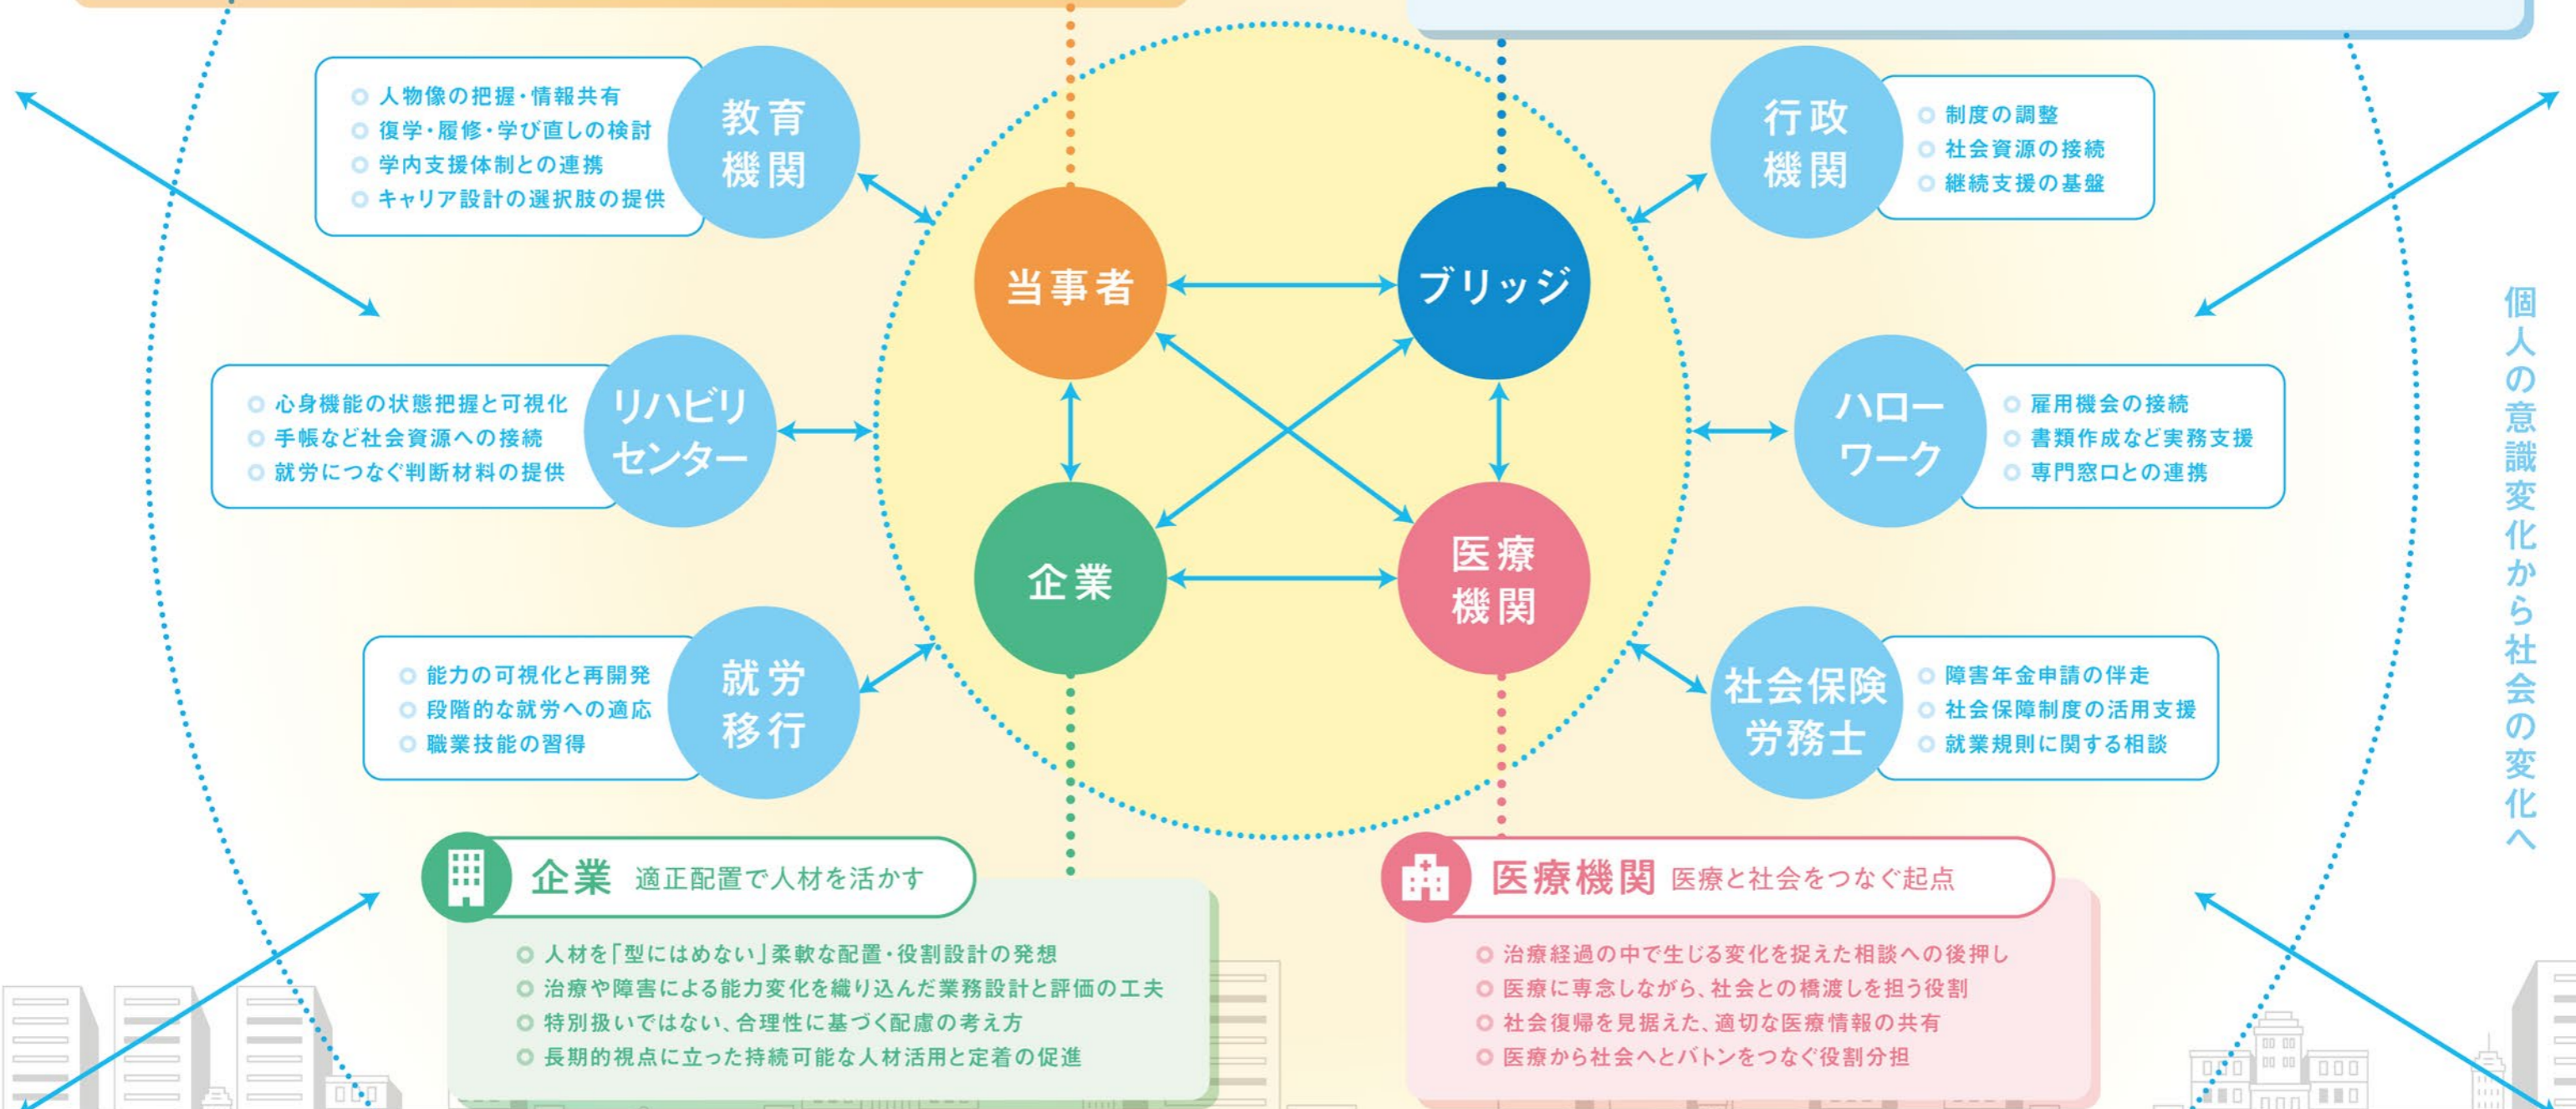 人物像の把握・情報共有
復学・履修・学び直しの検討
学内支援体制との連携
キャリア設計の選択肢の提供
教育
機関
行政
機関
制度の調整
社会資源の接続
継続支援の基盤
当事者
ブリッジ
心身機能の状態把握と可視化
手帳など社会資源への接続
就労につなぐ判断材料の提供
リハビリ
センター
ハロー
ワーク
雇用機会の接続
書類作成など実務支援
専門窓口との連携
企業
医療
機関
能力の可視化と再開発
段階的な就労への適応
職業技能の習得
就労
移行
社会保険
労務士
障害年金申請の伴走
社会保障制度の活用支援
就業規則に関する相談
個人の意識変化から社会の変化へ
企業 適正配置で人材を活かす
人材を「型にはめない」柔軟な配置・役割設計の発想
治療や障害による能力変化を織り込んだ業務設計と評価の工夫
特別扱いではない、合理性に基づく配慮の考え方
長期的視点に立った持続可能な人材活用と定着の促進
医療機関 医療と社会をつなぐ起点
治療経過の中で生じる変化を捉えた相談への後押し
医療に専念しながら、社会との橋渡しを担う役割
社会復帰を見据えた、適切な医療情報の共有
医療から社会へとバトンをつなぐ役割分担